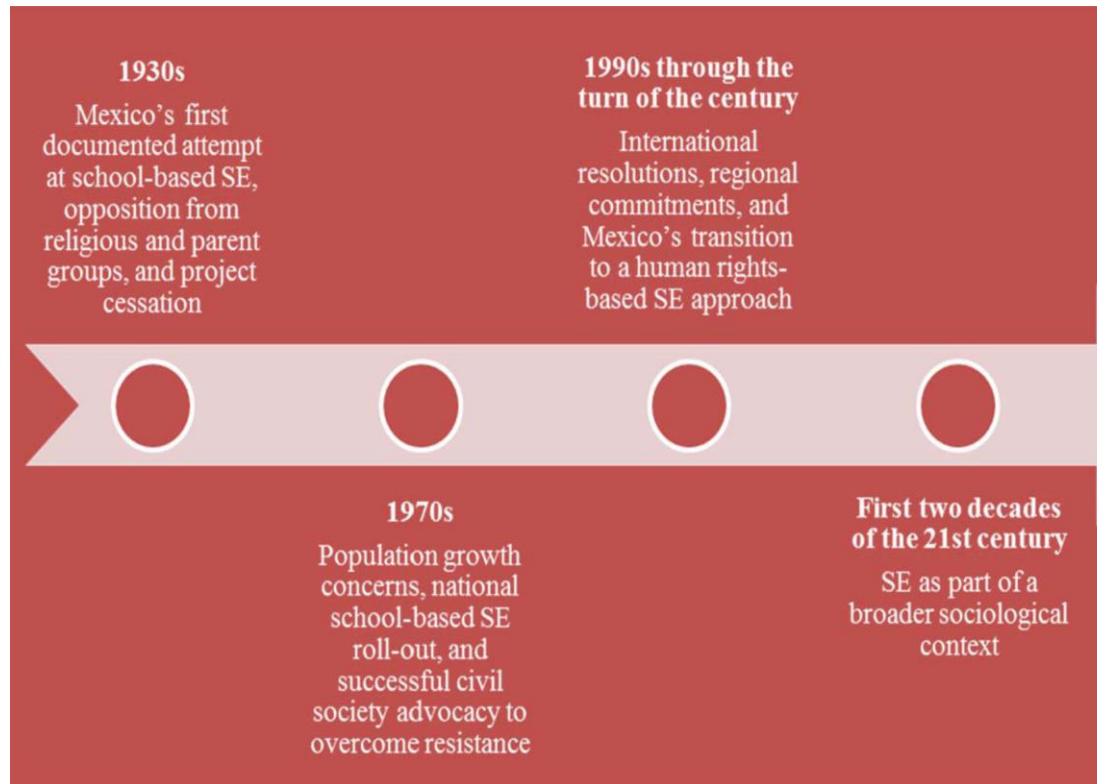 1930s
Mexico’s first
documented attempt
at school-based SE,
opposition from
religious and parent
groups, and project
cessation
1970s
Population growth
concerns, national
school-based SE
roll-out, and
successful civil
society advocacy to
overcome resistance
1990s through the
turn of the century
International
resolutions, regional
commitments, and
Mexico’s transition
to a human rights-
based SE approach
First two decades
of the 21st century
SE as part of a
broader sociological
context